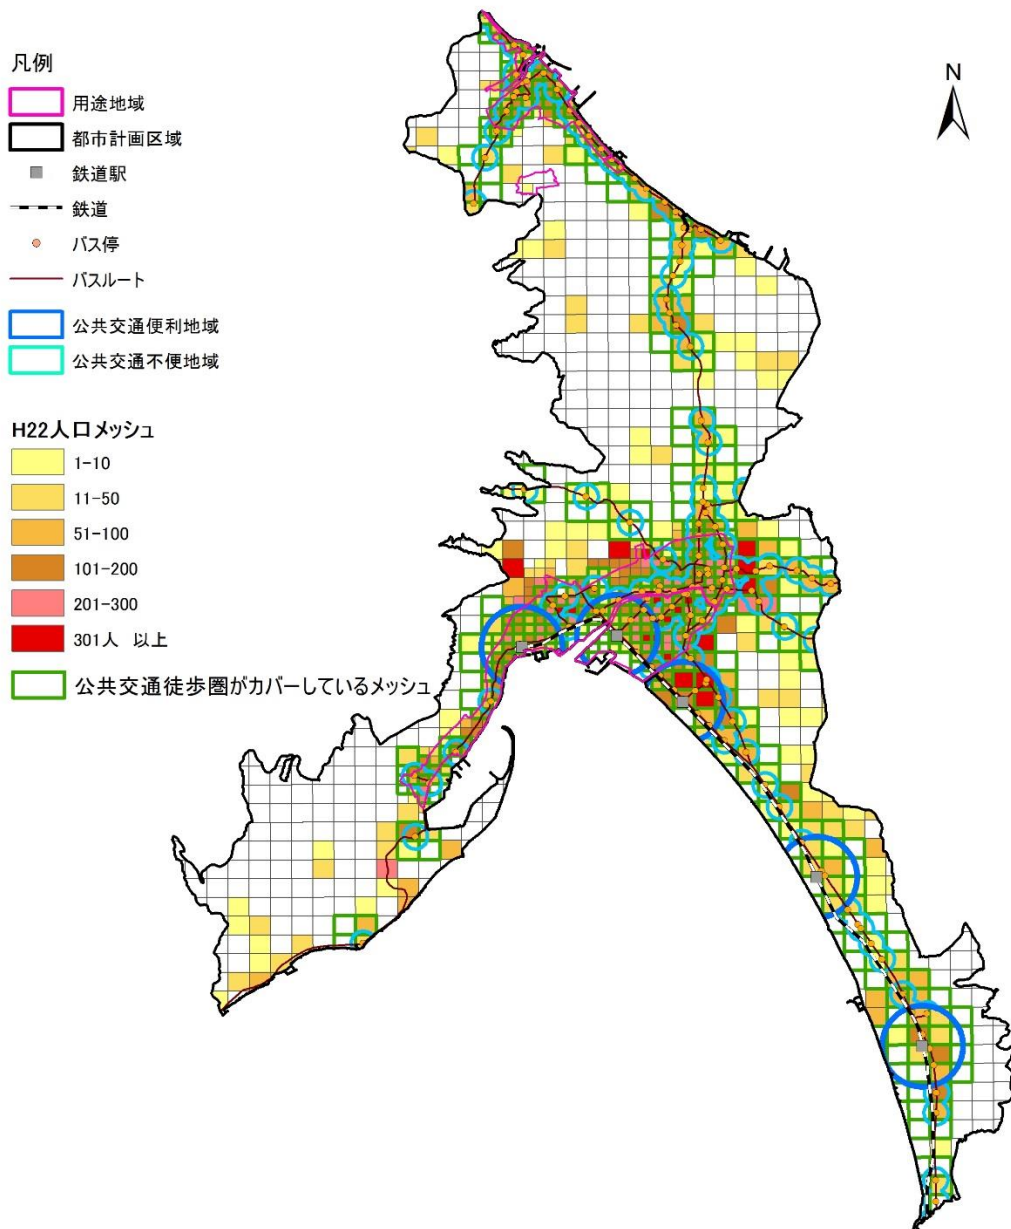 凡例
用途地域
都市計画区域
鉄道駅
鉄道
バス停
バスルート
公共交通便利地域
公共交通不便地域
H22人口メッシュ
1-10
11-50
51-100
101-200
201-300
301人 以上
公共交通徒歩圏がカバーしているメッシュ
N